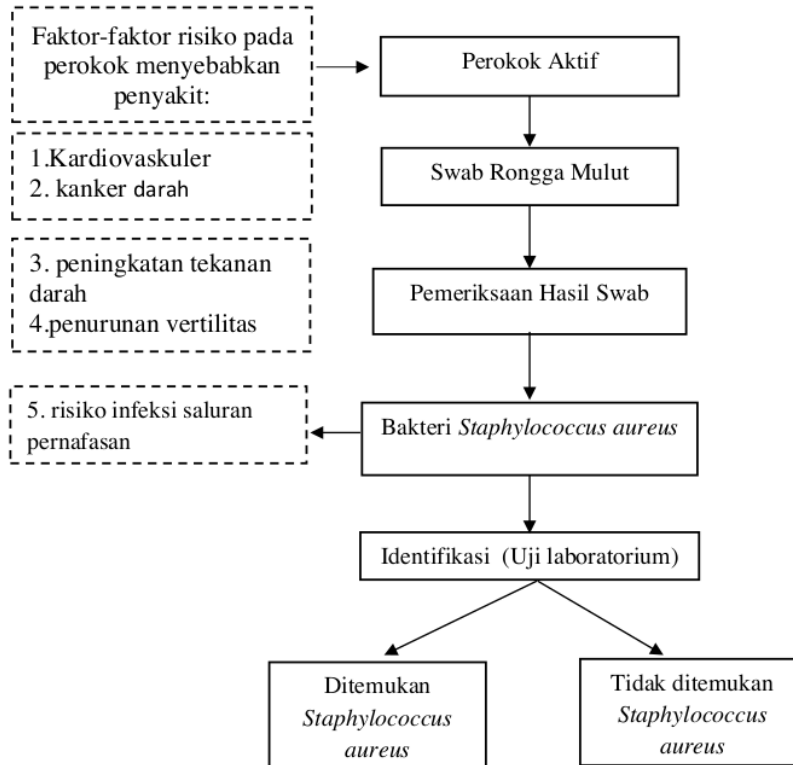 Faktor-faktor risiko pada
perokok menyebabkan
penyakit:
Perokok Aktif
1.Kardiovaskuler
2. kanker darah
Swab Rongga Mulut
3. peningkatan tekanan
darah
4.penurunan vertilitas
Pemeriksaan Hasil Swab
5. risiko infeksi saluran
pernafasan
Bakteri Staphylococcus aureus
Identifikasi (Uji laboratorium)
Ditemukan
Staphylococcus
aureus
Tidak ditemukan
Staphylococcus
aureus